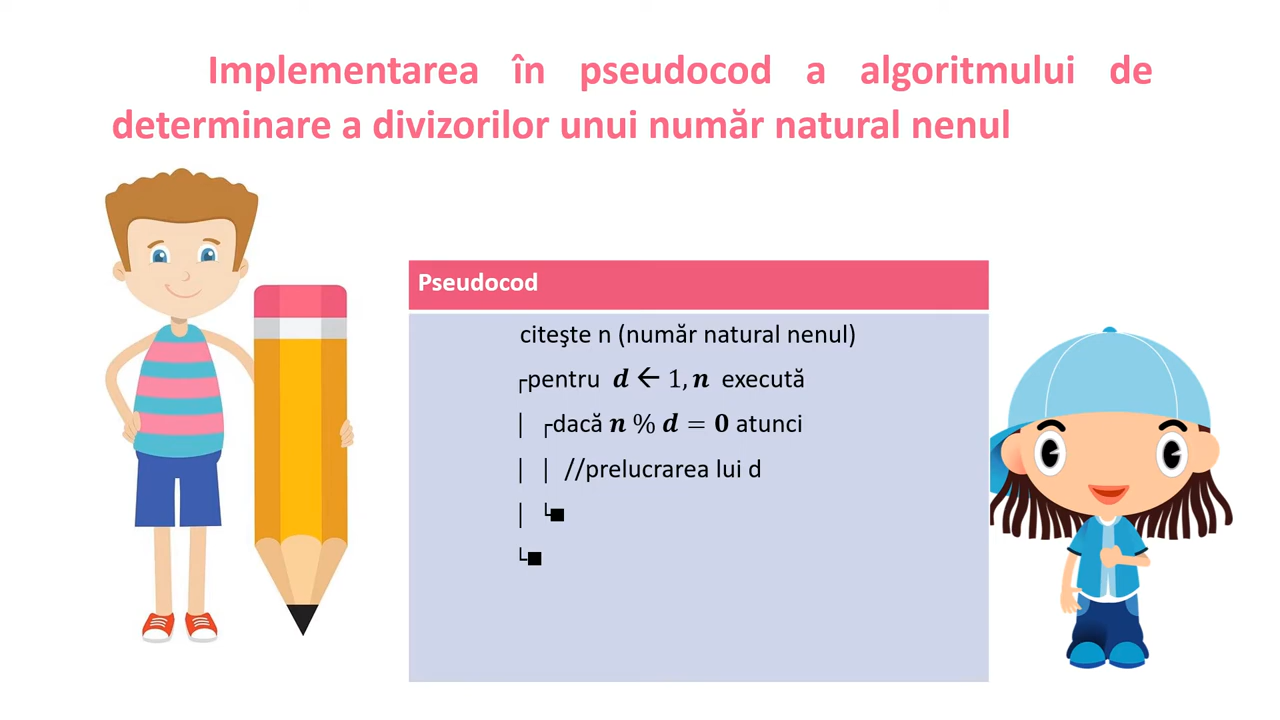 Implementarea în pseudocod a algoritmului de
determinare a divizorilor unui număr natural nenul
Pseudocod
citeşte n (număr natural nenul)
┌pentru d ← 1, n execută
│ ┌dacă n % d = 0 atunci
│ │ //prelucrarea lui d
│ └■
└■